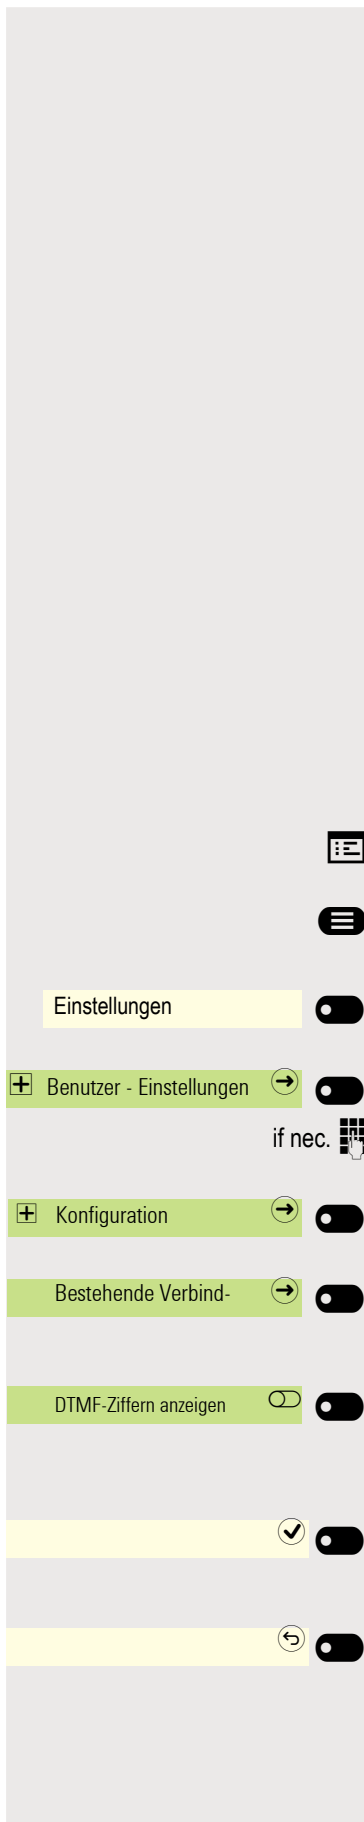 Einstellungen
Benutzer - Einstellungen
if nec.
Konfiguration
Bestehende Verbind-
DTMF-Ziffern anzeigen